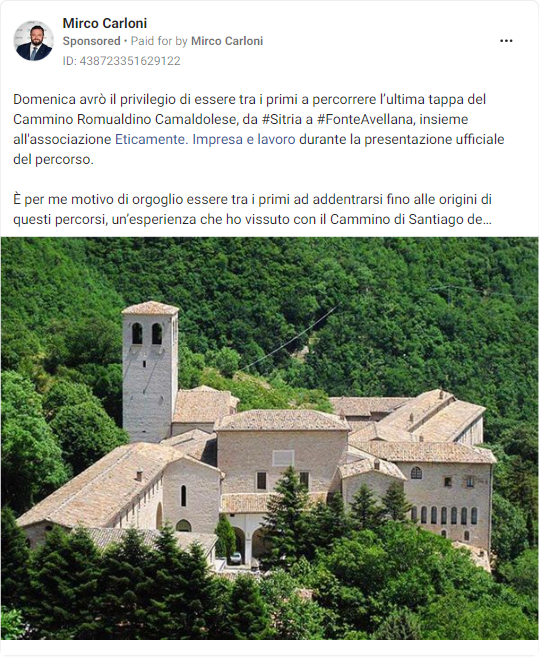 Mirco Carloni
Sponsored • Paid for by Mirco Carloni
ID: 438723351629122
Domenica avrò il privilegio di essere tra i primi a percorrere l’ultima tappa del
Cammino Romualdino Camaldolese, da #Sitria a #FonteAvellana, insieme
all'associazione Eticamente. Impresa e lavoro durante la presentazione ufficiale
del percorso.
È per me motivo di orgoglio essere tra i primi ad addentrarsi fino alle origini di
questi percorsi, un’esperienza che ho vissuto con il Cammino di Santiago de...